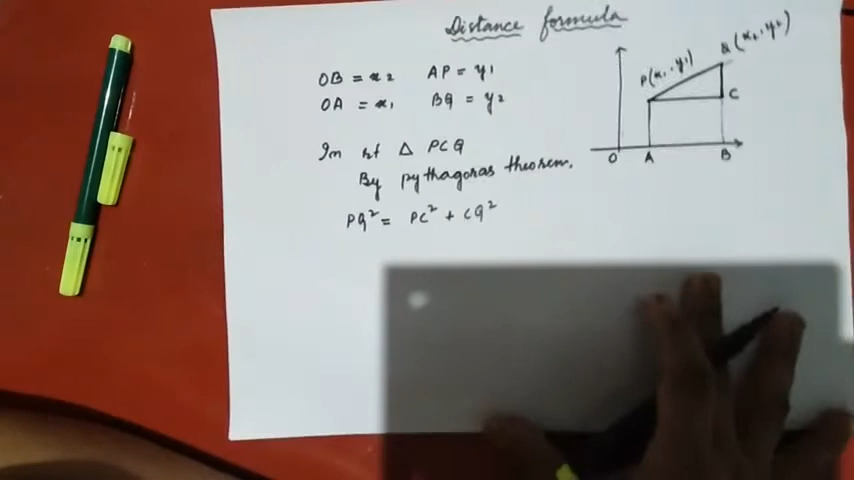 Distance formula
OB = x₂ AP = y₁
OA = x₁ BQ = y₂
In rt △ PCQ
By pythagoras theorem.
PQ² = PC² + CQ²
Q (x₂, y₂)
P(x₁, y₁)
C
O A B